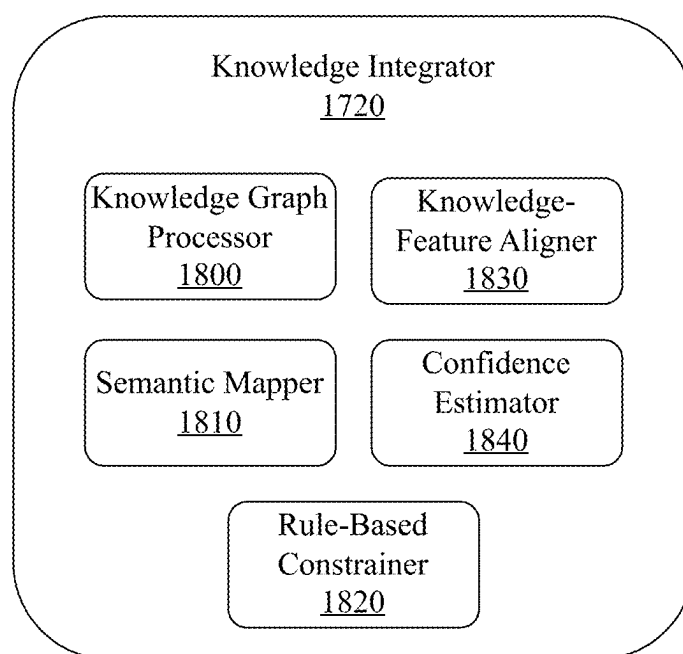 Knowledge Integrator
1720
Knowledge Graph
Processor
1800
Knowledge-
Feature Aligner
1830
Semantic Mapper
1810
Confidence
Estimator
1840
Rule-Based
Constrainer
1820